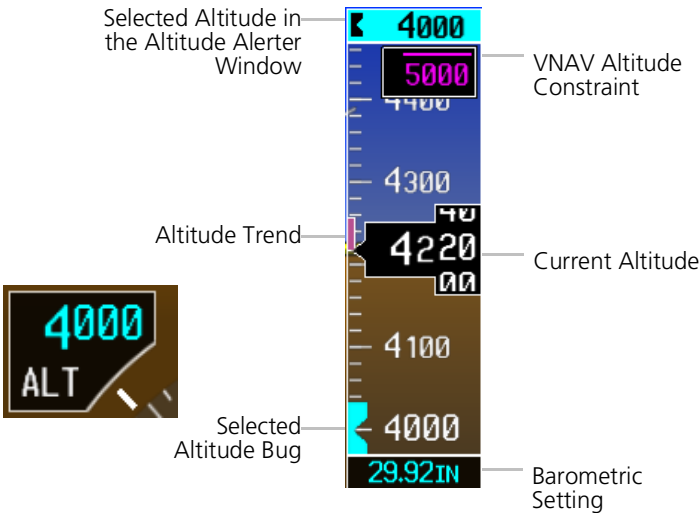 Selected Altitude in
the Altitude Alerter
Window
4000
5000
VNAV Altitude
Constraint
4400
4300
Altitude Trend
40
4220
00
Current Altitude
4000
ALT
4100
Selected
Altitude Bug
4000
29.92IN
Barometric
Setting